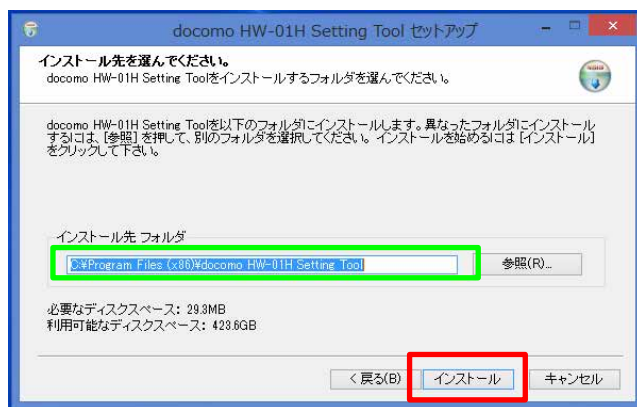 docomo HW-01H Setting Tool セットアップ
インストール先を選んでください。
docomo HW-01H Setting Toolをインストールするフォルダを選んでください。
docomo HW-01H Setting Toolを以下のフォルダにインストールします。異なったフォルダにインストール
するには、[参照] を押して、別のフォルダを選択してください。インストールを始めるには [インストール]
をクリックして下さい。
インストール先 フォルダ
C:¥Program Files (x86)¥docomo HW-01H Setting Tool
参照(R)...
必要なディスクスペース: 29.3MB
利用可能なディスクスペース: 423.6GB
< 戻る(B)
インストール
キャンセル